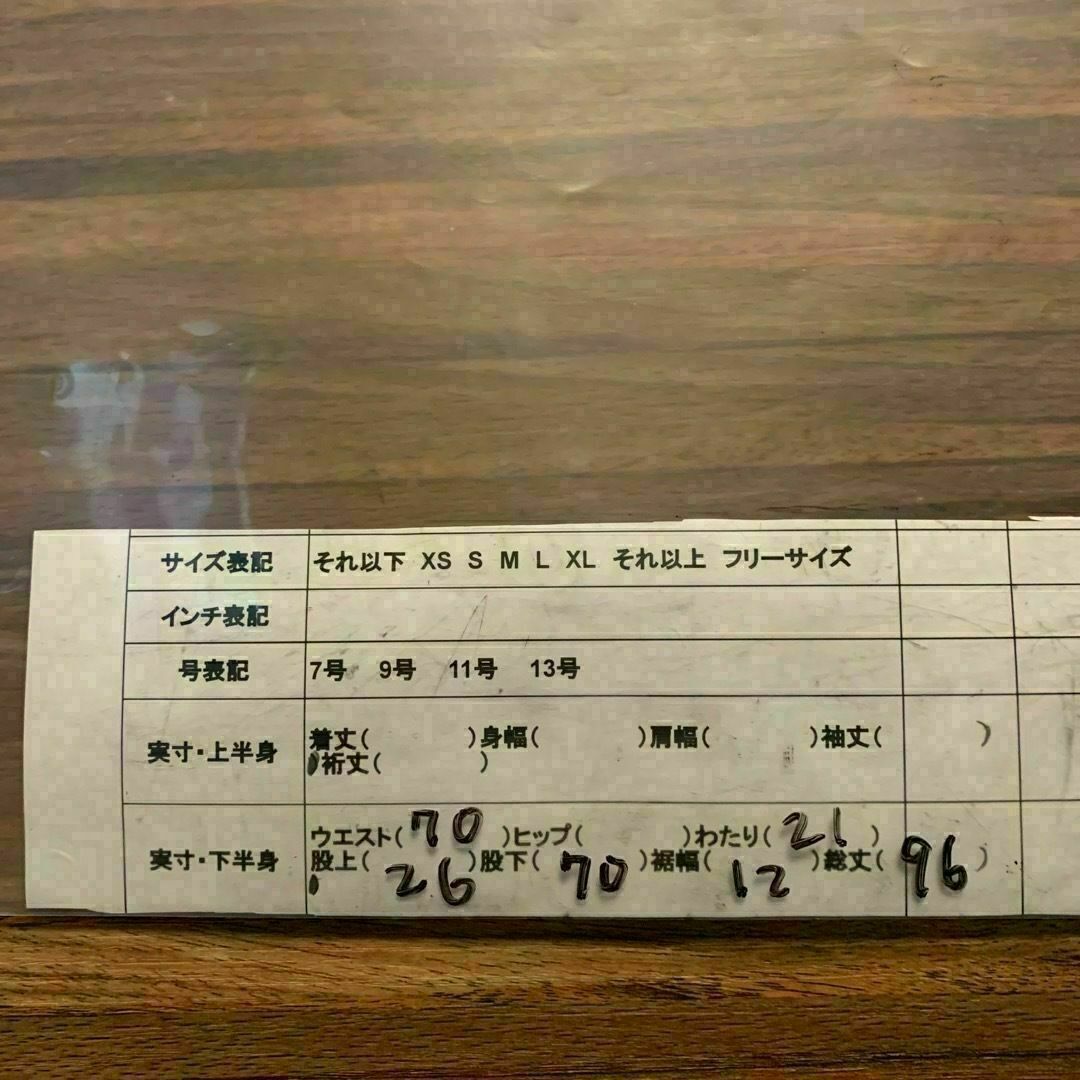 サイズ表記 それ以下 XS S M L XL それ以上 フリーサイズ
インチ表記
号表記 7号 9号 11号 13号
実寸・上半身 着丈( )身幅( )肩幅( )袖丈( )
裄丈( )
実寸・下半身 ウエスト(70)ヒップ( )わたり(21)
股上(26)股下(70)裾幅(12)総丈(96)